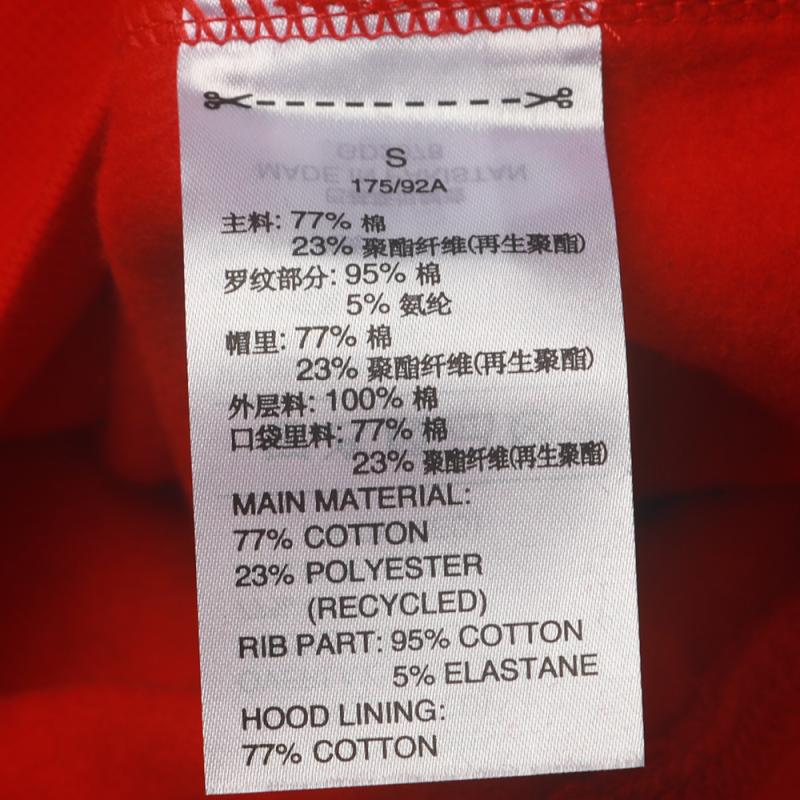 S
175/92A
主料: 77% 棉
23% 聚酯纤维(再生聚酯)
罗纹部分: 95% 棉
5% 氨纶
帽里: 77% 棉
23% 聚酯纤维(再生聚酯)
外层料: 100% 棉
口袋里料: 77% 棉
23% 聚酯纤维(再生聚酯)
MAIN MATERIAL:
77% COTTON
23% POLYESTER
(RECYCLED)
RIB PART: 95% COTTON
5% ELASTANE
HOOD LINING:
77% COTTON